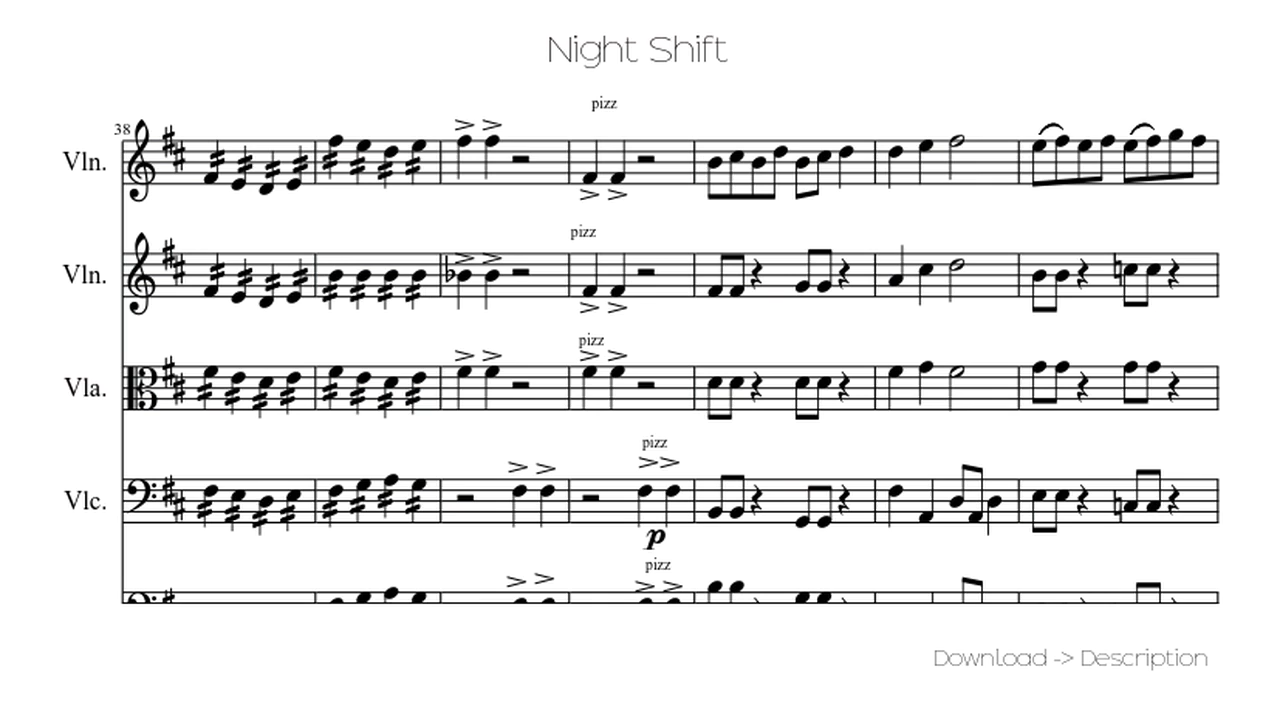 Night Shift
pizz
38
Vln.
pizz
Vln.
pizz
Vla.
pizz
Vlc.
p
pizz
Download -> Description